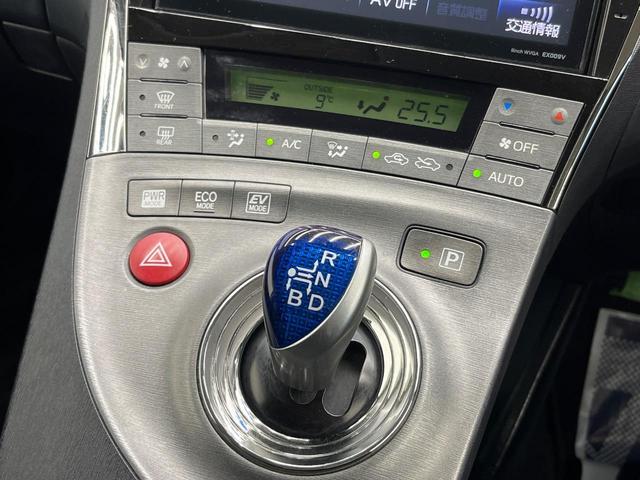 AV OFF
音質調整
交通情報
8inch WVGA EX009V
OUTSIDE
9℃
25.5
FRONT
OFF
REAR
A/C
AUTO
PWR
MODE
ECO
MODE
EV
MODE
P
R
N
B D